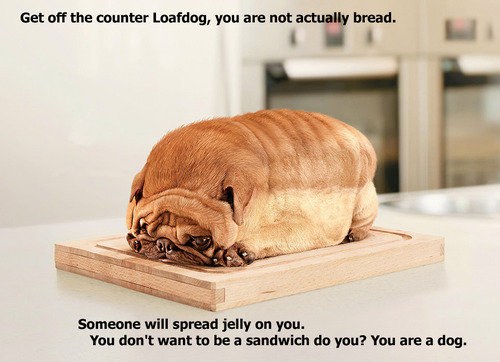 Get off the counter Loafdog, you are not actually bread.
Someone will spread jelly on you.
You don't want to be a sandwich do you? You are a dog.